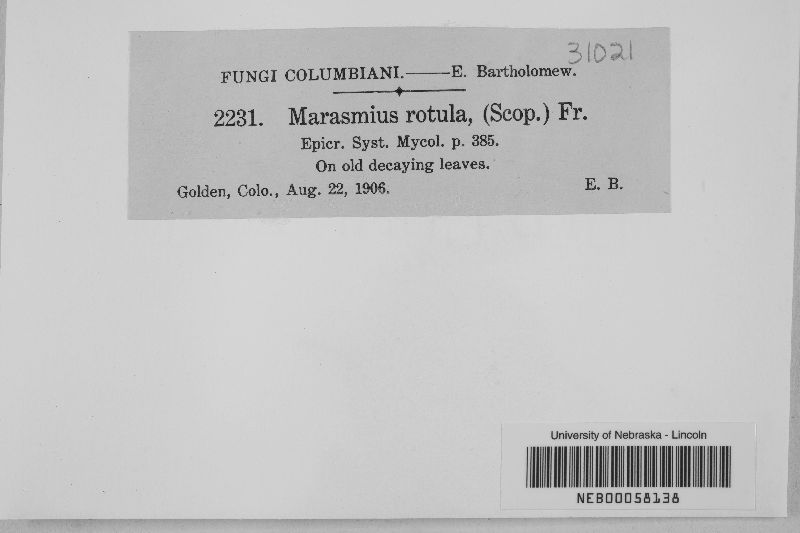 31021
FUNGI COLUMBIANI.——E. Bartholomew.
2231. Marasmius rotula, (Scop.) Fr.
Epicr. Syst. Mycol. p. 385.
On old decaying leaves.
Golden, Colo., Aug. 22, 1906. E. B.
University of Nebraska - Lincoln
NEB00058138